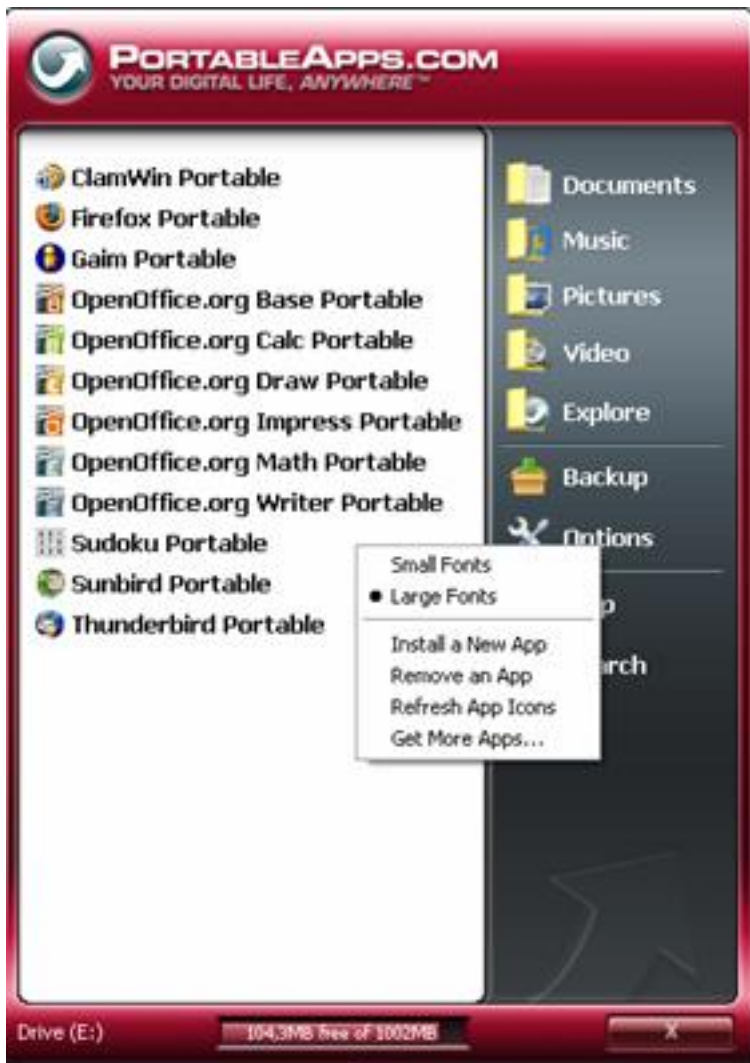 PORTABLEAPPS.COM
YOUR DIGITAL LIFE, ANYWHERE™
ClamWin Portable
Firefox Portable
Gaim Portable
OpenOffice.org Base Portable
OpenOffice.org Calc Portable
OpenOffice.org Draw Portable
OpenOffice.org Impress Portable
OpenOffice.org Math Portable
OpenOffice.org Writer Portable
Sudoku Portable
Sunbird Portable
Thunderbird Portable
Documents
Music
Pictures
Video
Explore
Backup
Options
p
rch
Small Fonts
Large Fonts
Install a New App
Remove an App
Refresh App Icons
Get More Apps...
Drive (E:)
104,3MB free of 1002MB
X